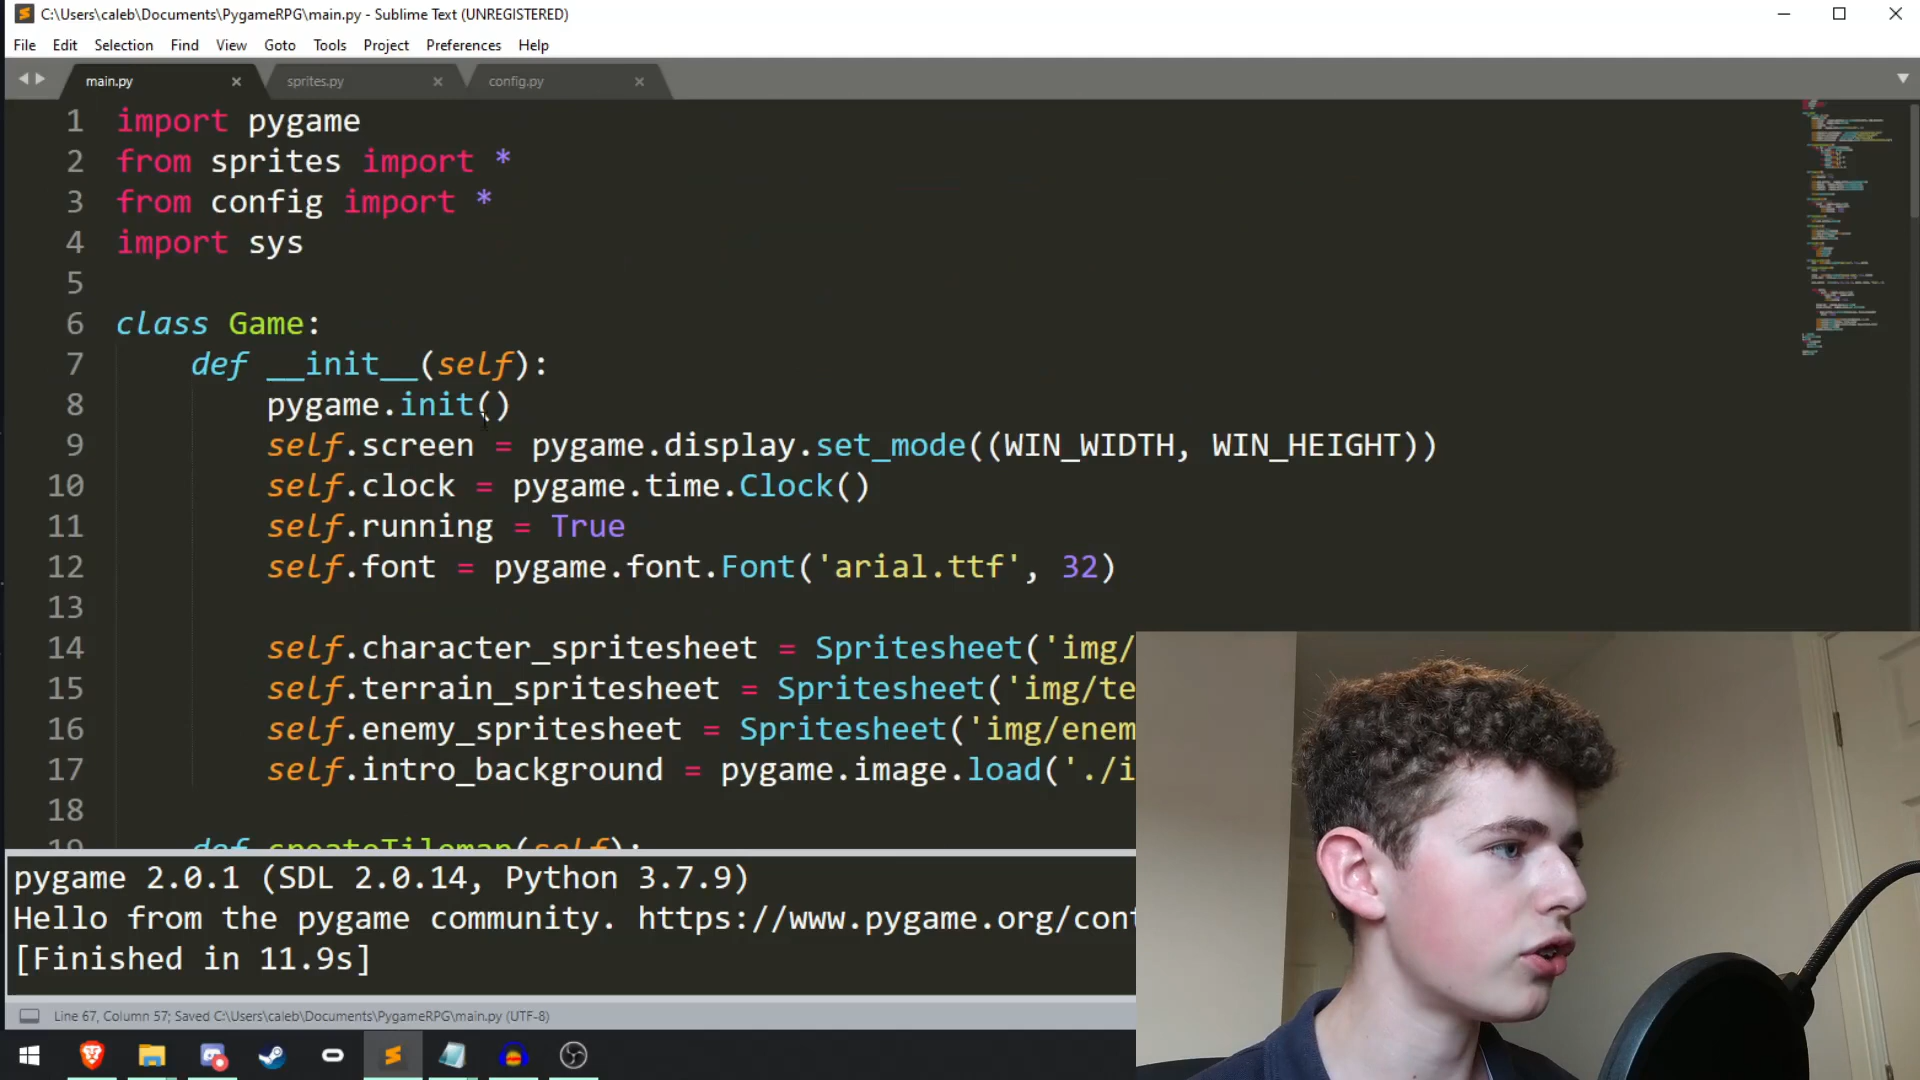 C:\Users\caleb\Documents\PygameRPG\main.py - Sublime Text (UNREGISTERED)
File Edit Selection Find View Goto Tools Project Preferences Help
main.py sprites.py config.py
1 import pygame
2 from sprites import *
3 from config import *
4 import sys
5
6 class Game:
7 def __init__(self):
8 pygame.init()
9 self.screen = pygame.display.set_mode((WIN_WIDTH, WIN_HEIGHT))
10 self.clock = pygame.time.Clock()
11 self.running = True
12 self.font = pygame.font.Font('arial.ttf', 32)
13
14 self.character_spritesheet = Spritesheet('img/
15 self.terrain_spritesheet = Spritesheet('img/te
16 self.enemy_spritesheet = Spritesheet('img/enem
17 self.intro_background = pygame.image.load('./i
18
19 def createTilemap(self):
pygame 2.0.1 (SDL 2.0.14, Python 3.7.9)
Hello from the pygame community. https://www.pygame.org/cont
[Finished in 11.9s]
Line 67, Column 57; Saved C:\Users\caleb\Documents\PygameRPG\main.py (UTF-8)